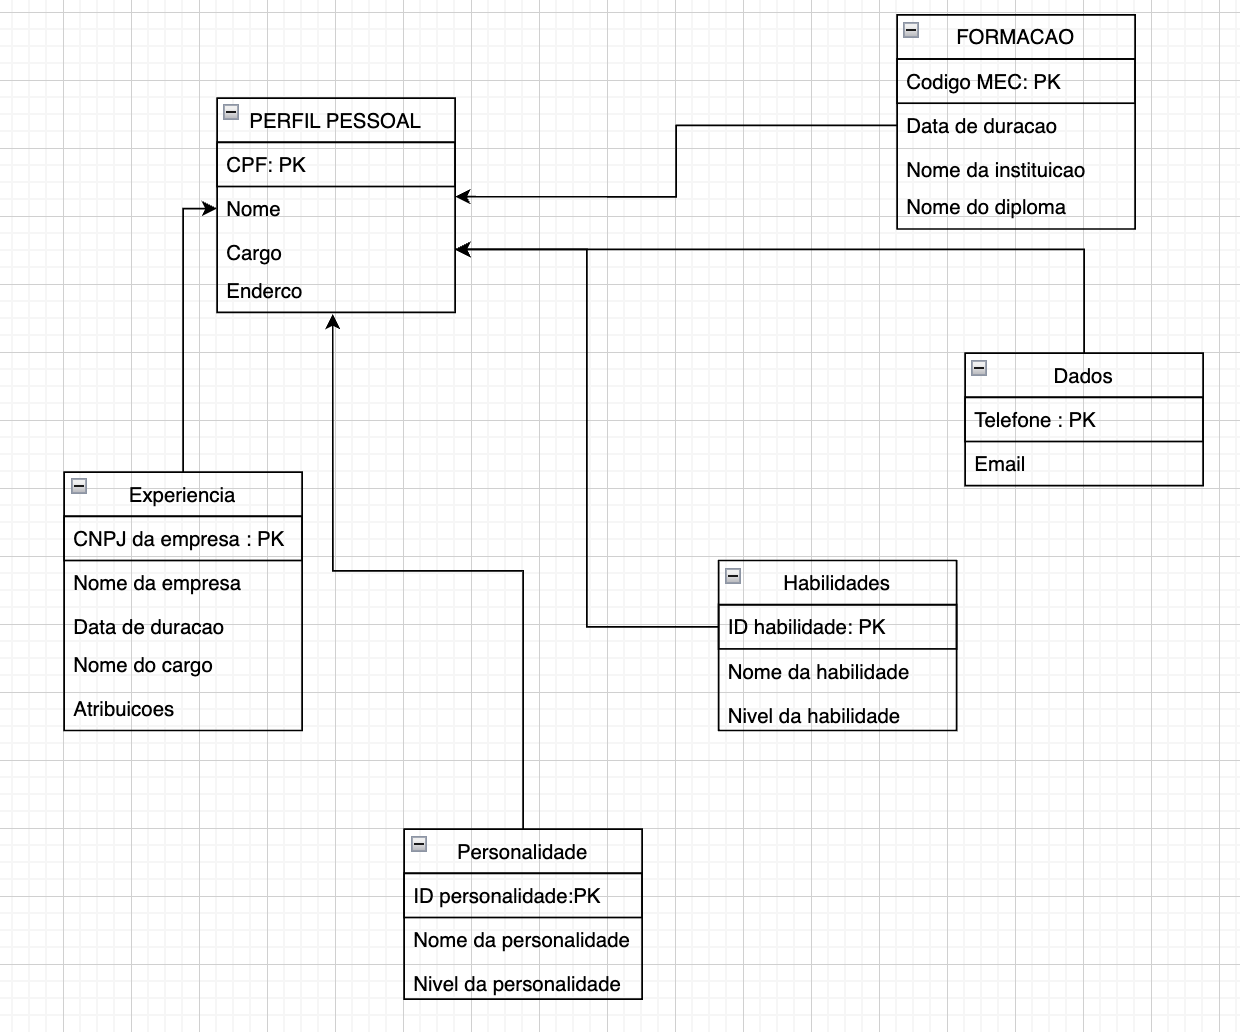 PERFIL PESSOAL
CPF: PK
Nome
Cargo
Enderco
FORMACAO
Codigo MEC: PK
Data de duracao
Nome da instituicao
Nome do diploma
Dados
Telefone : PK
Email
Experiencia
CNPJ da empresa : PK
Nome da empresa
Data de duracao
Nome do cargo
Atribuicoes
Habilidades
ID habilidade: PK
Nome da habilidade
Nivel da habilidade
Personalidade
ID personalidade:PK
Nome da personalidade
Nivel da personalidade